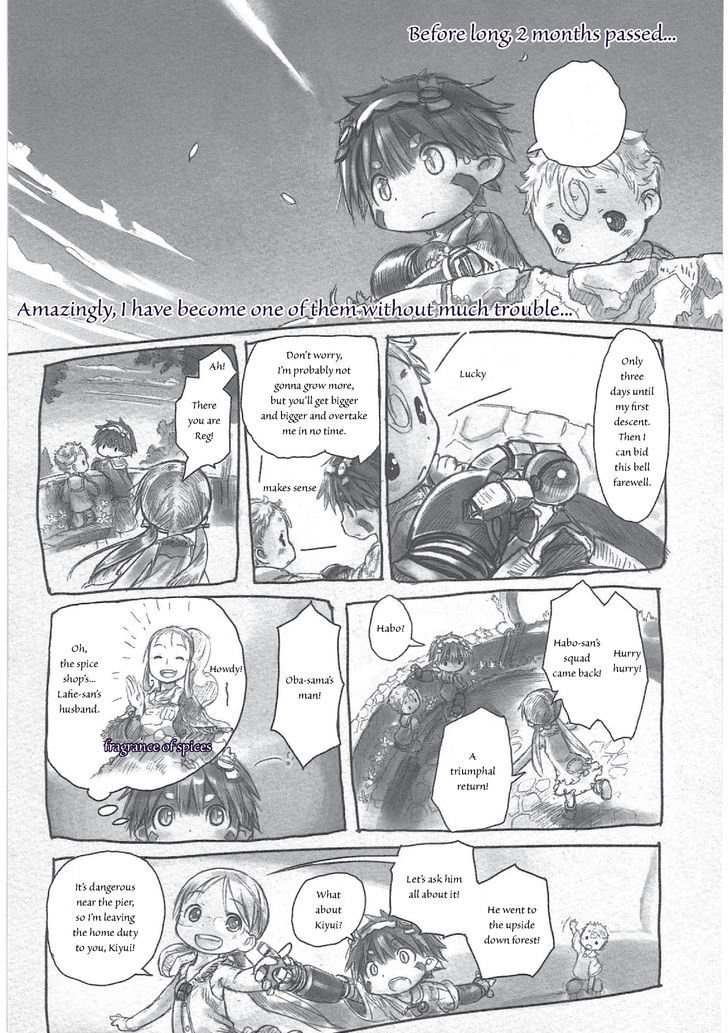 Before long, 2 months passed...
Amazingly, I have become one of them without much trouble...
Only
three
days until
my first
descent.
Then I
can bid
this bell
farewell.
Lucky
Don't worry,
I'm probably not
gonna grow more,
but you'll get bigger
and bigger and overtake
me in no time.
makes sense
Ah!
There
you are
Reg!
Hurry
hurry!
Habo-san's
squad
came back!
Habo?
A
triumphal
return!
Oba-sama's
man!
Howdy!
Oh,
the spice
shop's...
Lafie-san's
husband.
fragrance of spices
He went to
the upside
down forest!
Let's ask him
all about it!
What
about
Kiyui?
It's dangerous
near the pier,
so I'm leaving
the home duty
to you, Kiyui!